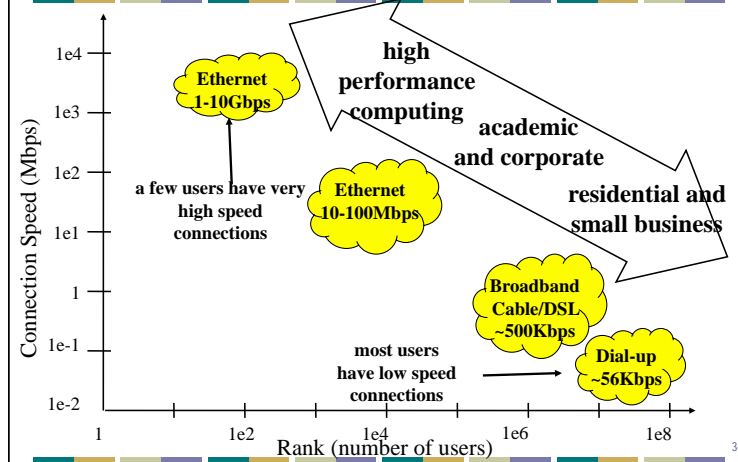 high
performance
computing
academic
and corporate
residential and
small business
Connection Speed (Mbps)
1e4
1e3
1e2
1e1
1
1e-1
1e-2
Ethernet
1-10Gbps
a few users have very
high speed
connections
Ethernet
10-100Mbps
Broadband
Cable/DSL
~500Kbps
most users
have low speed
connections
Dial-up
~56Kbps
1
1e2
1e4
1e6
1e8
Rank (number of users)
3